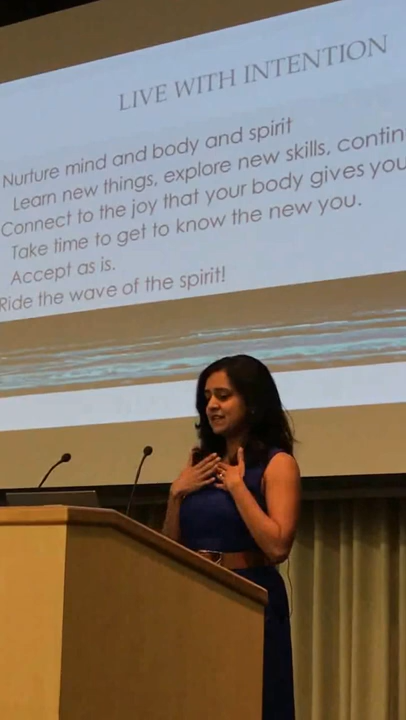 LIVE WITH INTENTION
Nurture mind and body and spirit
Learn new things, explore new skills, contin
Connect to the joy that your body gives you
Take time to get to know the new you.
Accept as is.
Ride the wave of the spirit!